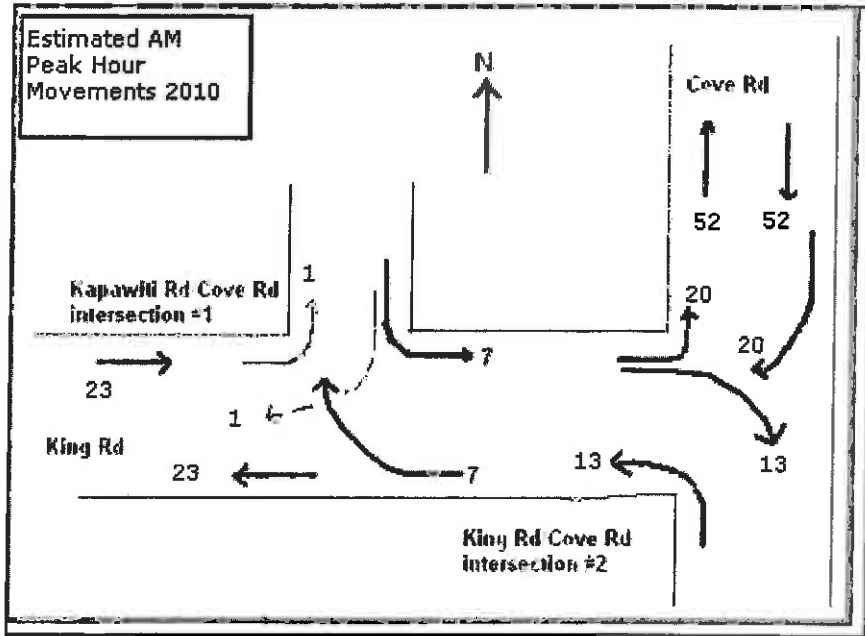 Estimated AM
Peak Hour
Movements 2010
N
Cove Rd
52 52
1
Kapawiti Rd Cove Rd
intersection #1
20
7
20
23
1
King Rd
23
7
13
13
King Rd Cove Rd
intersection #2